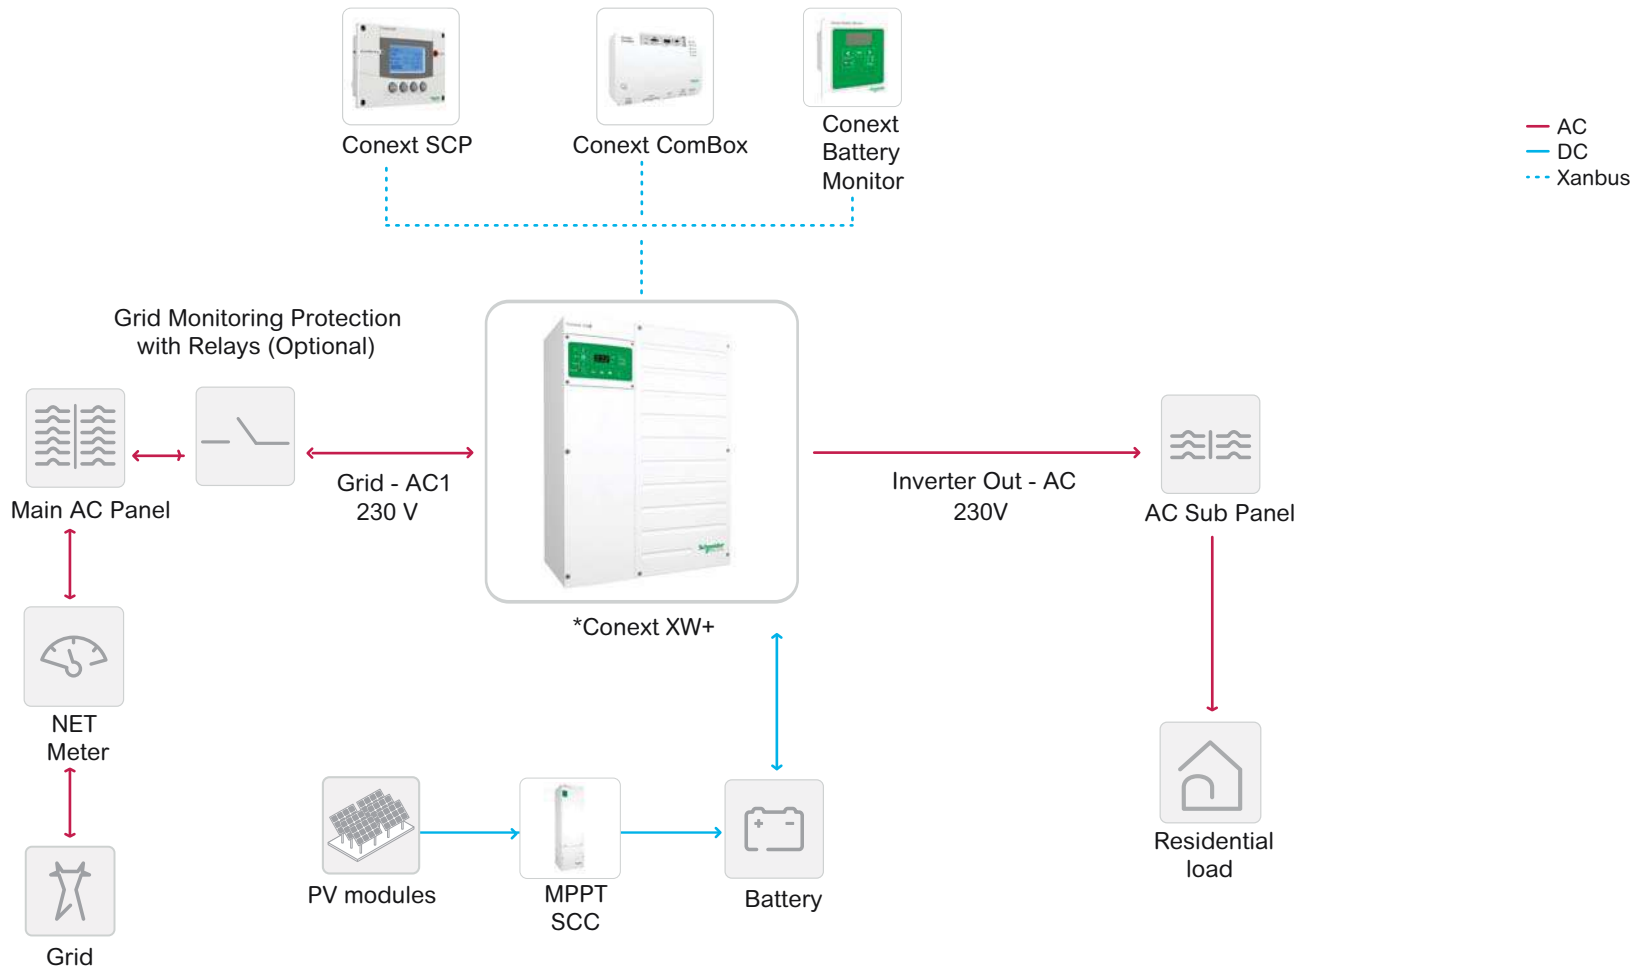 Conext SCP
Conext ComBox
Conext
Battery
Monitor
AC
DC
Xanbus
Grid Monitoring Protection
with Relays (Optional)
Main AC Panel
Grid - AC1
230 V
Schneider
Inverter Out - AC
230V
AC Sub Panel
*Conext XW+
NET
Meter
Residential
load
PV modules
MPPT
SCC
Battery
Grid